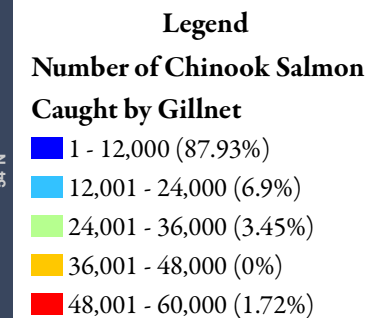 Legend
Number of Chinook Salmon
Caught by Gillnet
1 - 12,000 (87.93%)
12,001 - 24,000 (6.9%)
24,001 - 36,000 (3.45%)
36,001 - 48,000 (0%)
48,001 - 60,000 (1.72%)